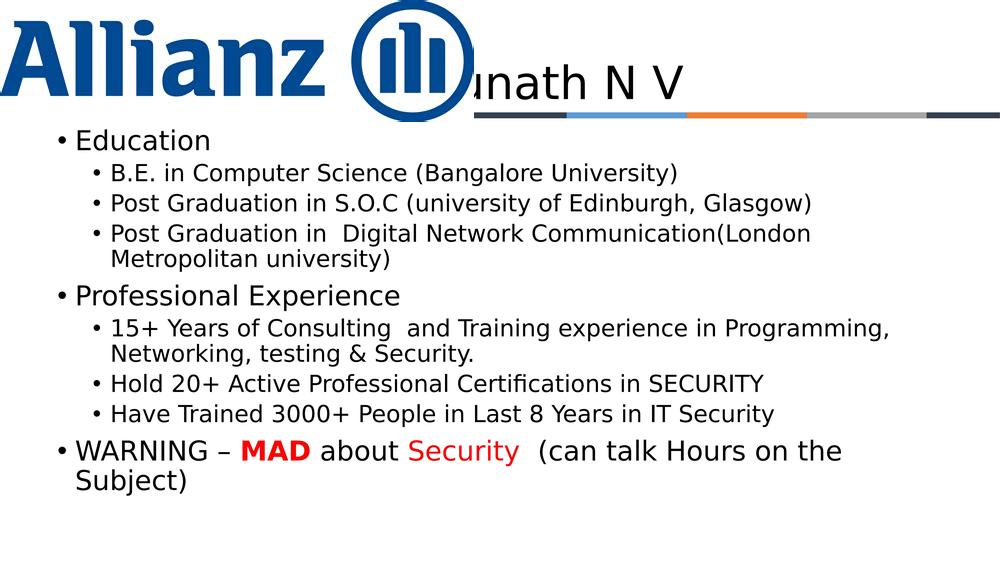 Allianz
unath N V
• Education
• B.E. in Computer Science (Bangalore University)
• Post Graduation in S.O.C (university of Edinburgh, Glasgow)
• Post Graduation in  Digital Network Communication(London
Metropolitan university)
• Professional Experience
• 15+ Years of Consulting  and Training experience in Programming,
Networking, testing & Security.
• Hold 20+ Active Professional Certifications in SECURITY
• Have Trained 3000+ People in Last 8 Years in IT Security
• WARNING – MAD about Security  (can talk Hours on the
Subject)